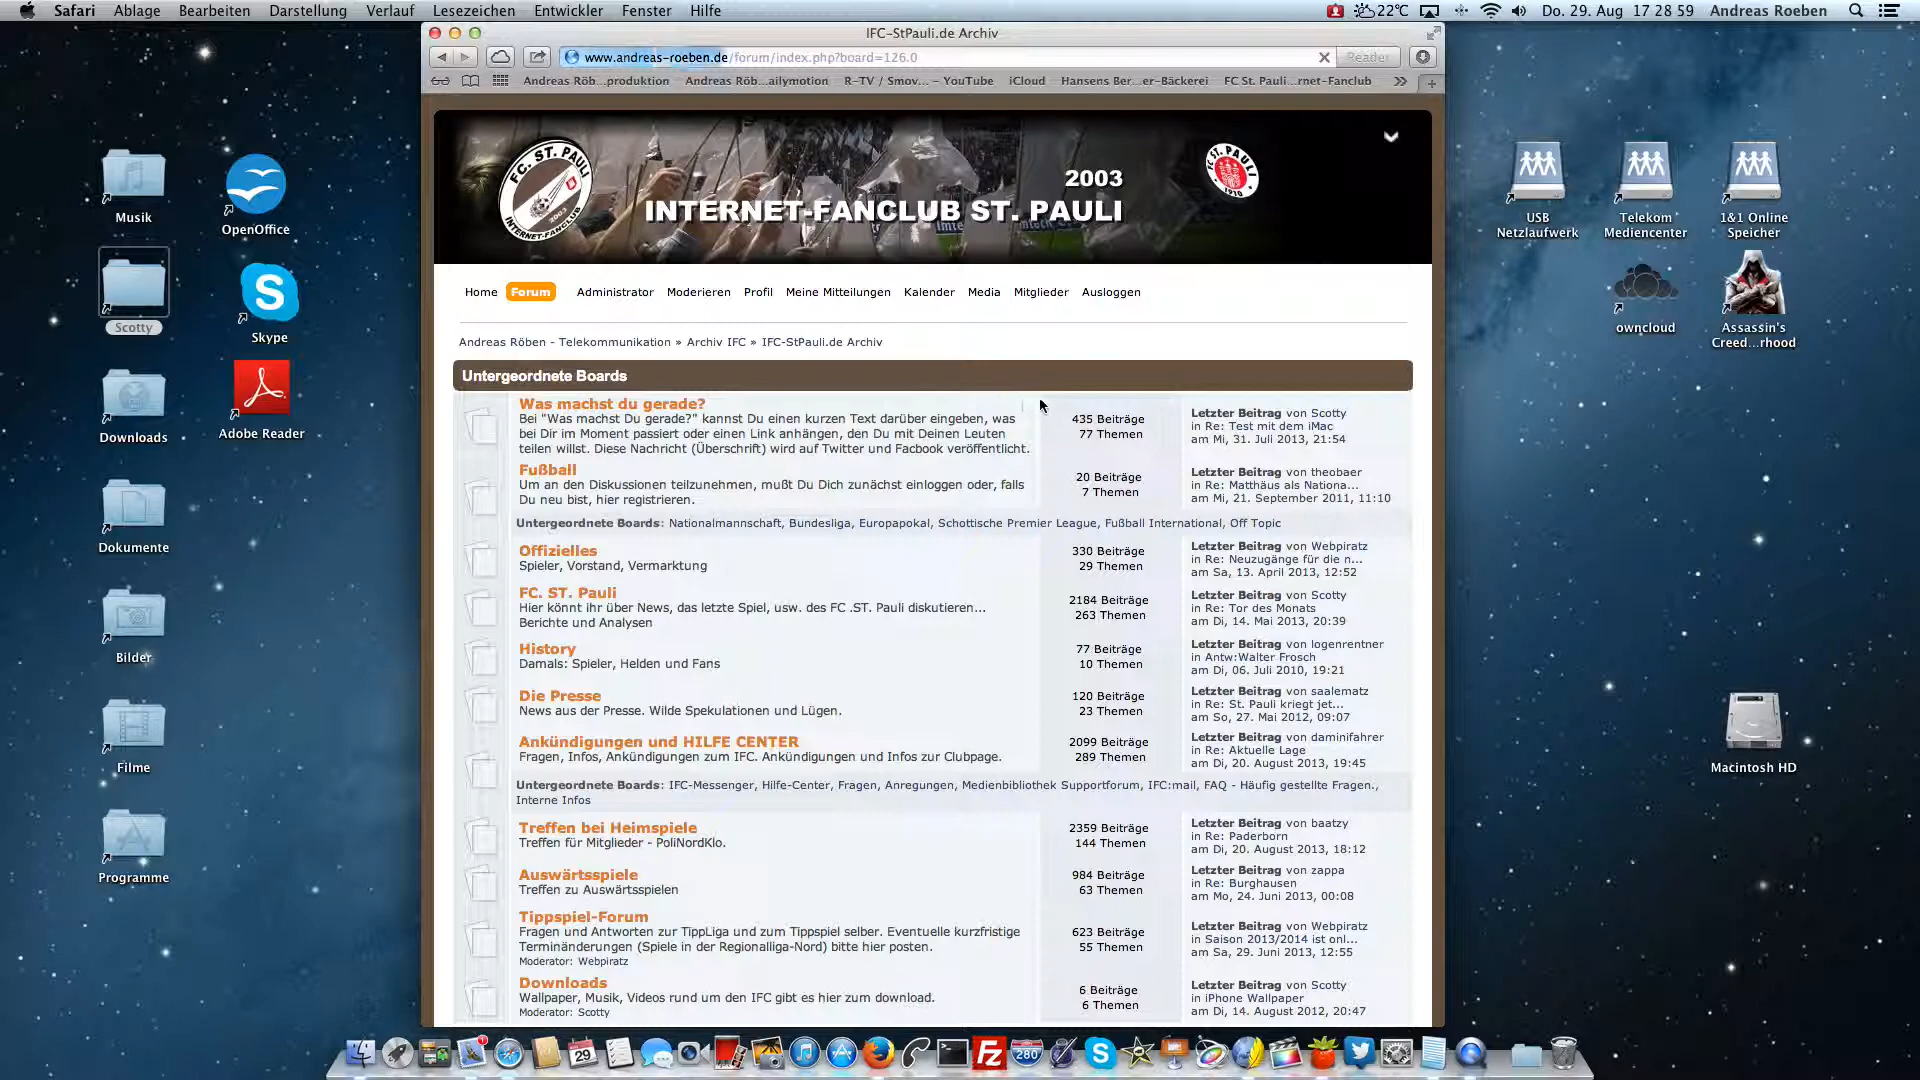 Safari Ablage Bearbeiten Darstellung Verlauf Lesezeichen Entwickler Fenster Hilfe 22°C Do. 29. Aug 17 28 59 Andreas Roeben
IFC-StPauli.de Archiv
www.andreas-roeben.de/forum/index.php?board=126.0 Reader
Andreas Röb...produktion Andreas Röb...ailymotion R-TV / Smov... – YouTube iCloud Hansens Ber...er-Bäckerei FC St. Pauli...rnet-Fanclub
FC. ST. PAULI
2003
INTERNET-FANCLUB
2003
INTERNET-FANCLUB ST. PAULI
FC ST. PAULI
1910
Home Forum Administrator Moderieren Profil Meine Mitteilungen Kalender Media Mitglieder Ausloggen
Andreas Röben - Telekommunikation » Archiv IFC » IFC-StPauli.de Archiv
Untergeordnete Boards
Was machst du gerade?
Bei "Was machst Du gerade?" kannst Du einen kurzen Text darüber eingeben, was
bei Dir im Moment passiert oder einen Link anhängen, den Du mit Deinen Leuten
teilen willst. Diese Nachricht (Überschrift) wird auf Twitter und Facbook veröffentlicht.
435 Beiträge
77 Themen
Letzter Beitrag von Scotty
in Re: Test mit dem iMac
am Mi, 31. Juli 2013, 21:54
Fußball
Um an den Diskussionen teilzunehmen, mußt Du Dich zunächst einloggen oder, falls
Du neu bist, hier registrieren.
20 Beiträge
7 Themen
Letzter Beitrag von theobaer
in Re: Matthäus als Nationa...
am Mi, 21. September 2011, 11:10
Untergeordnete Boards: Nationalmannschaft, Bundesliga, Europapokal, Schottische Premier League, Fußball International, Off Topic
Offizielles
Spieler, Vorstand, Vermarktung
330 Beiträge
29 Themen
Letzter Beitrag von Webpiratz
in Re: Neuzugänge für die n...
am Sa, 13. April 2013, 12:52
FC. ST. Pauli
Hier könnt ihr über News, das letzte Spiel, usw. des FC .ST. Pauli diskutieren...
Berichte und Analysen
2184 Beiträge
263 Themen
Letzter Beitrag von Scotty
in Re: Tor des Monats
am Di, 14. Mai 2013, 20:39
History
Damals: Spieler, Helden und Fans
77 Beiträge
10 Themen
Letzter Beitrag von logenrentner
in Antw:Walter Frosch
am Di, 06. Juli 2010, 19:21
Die Presse
News aus der Presse. Wilde Spekulationen und Lügen.
120 Beiträge
23 Themen
Letzter Beitrag von saalematz
in Re: St. Pauli kriegt jet...
am So, 27. Mai 2012, 09:07
Ankündigungen und HILFE CENTER
Fragen, Infos, Ankündigungen zum IFC. Ankündigungen und Infos zur Clubpage.
2099 Beiträge
289 Themen
Letzter Beitrag von daminifahrer
in Re: Aktuelle Lage
am Di, 20. August 2013, 19:45
Untergeordnete Boards: IFC-Messenger, Hilfe-Center, Fragen, Anregungen, Medienbibliothek Supportforum, IFC:mail, FAQ - Häufig gestellte Fragen.,
Interne Infos
Treffen bei Heimspiele
Treffen für Mitglieder - PoliNordKlo.
2359 Beiträge
144 Themen
Letzter Beitrag von baatzy
in Re: Paderborn
am Di, 20. August 2013, 18:12
Auswärtsspiele
Treffen zu Auswärtsspielen
984 Beiträge
63 Themen
Letzter Beitrag von zappa
in Re: Burghausen
am Mo, 24. Juni 2013, 00:08
Tippspiel-Forum
Fragen und Antworten zur TippLiga und zum Tippspiel selber. Eventuelle kurzfristige
Terminänderungen (Spiele in der Regionalliga-Nord) bitte hier posten.
Moderator: Webpiratz
623 Beiträge
55 Themen
Letzter Beitrag von Webpiratz
in Saison 2013/2014 ist onl...
am Sa, 29. Juni 2013, 12:55
Downloads
Wallpaper, Musik, Videos rund um den IFC gibt es hier zum download.
Moderator: Scotty
6 Beiträge
6 Themen
Letzter Beitrag von Scotty
in iPhone Wallpaper
am Di, 14. August 2012, 20:47
Musik
OpenOffice
Scotty
Skype
Downloads
Adobe Reader
Dokumente
Bilder
Filme
Programme
USB
Netzlaufwerk
Telekom
Mediencenter
1&1 Online
Speicher
owncloud
Assassin's
Creed...rhood
Macintosh HD
29
280